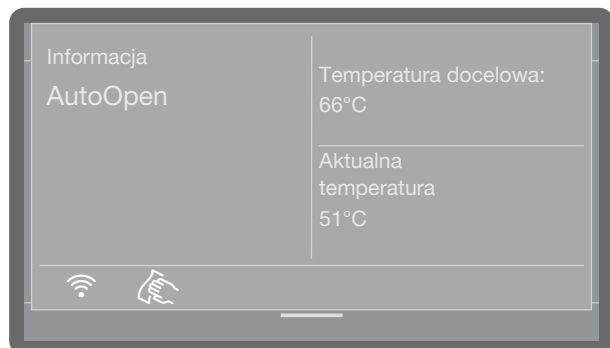 Informacja
AutoOpen
Temperatura docelowa:
66°C
Aktualna
temperatura
51°C